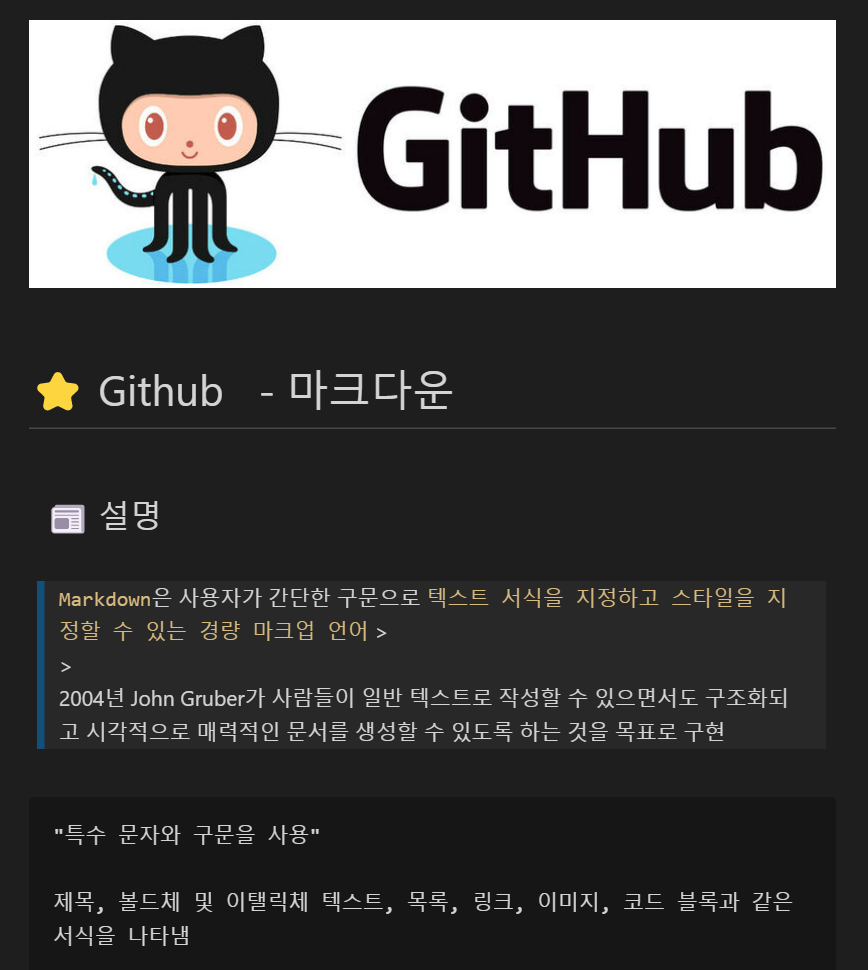 GitHub
Github - 마크다운
설명
Markdown은 사용자가 간단한 구문으로 텍스트 서식을 지정하고 스타일을 지
정할 수 있는 경량 마크업 언어 >
>
2004년 John Gruber가 사람들이 일반 텍스트로 작성할 수 있으면서도 구조화되
고 시각적으로 매력적인 문서를 생성할 수 있도록 하는 것을 목표로 구현
"특수 문자와 구문을 사용"
제목, 볼드체 및 이탤릭체 텍스트, 목록, 링크, 이미지, 코드 블록과 같은
서식을 나타냄